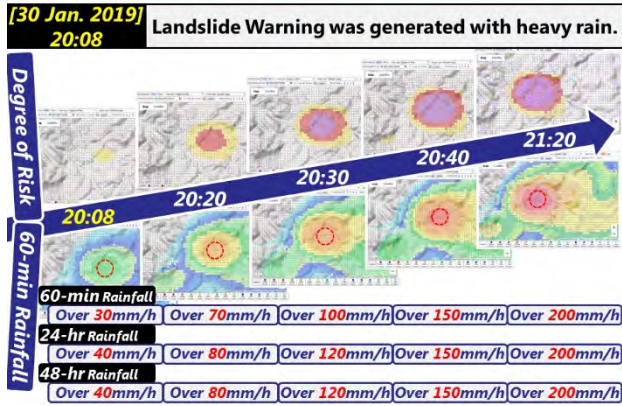 [30 Jan. 2019]
20:08
Landslide Warning was generated with heavy rain.
Degree of Risk
20:08
20:20
20:30
20:40
21:20
60-min Rainfall
60-min Rainfall
Over 30mm/h Over 70mm/h Over 100mm/h Over 150mm/h Over 200mm/h
24-hr Rainfall
Over 40mm/h Over 80mm/h Over 120mm/h Over 150mm/h Over 200mm/h
48-hr Rainfall
Over 40mm/h Over 80mm/h Over 120mm/h Over 150mm/h Over 200mm/h